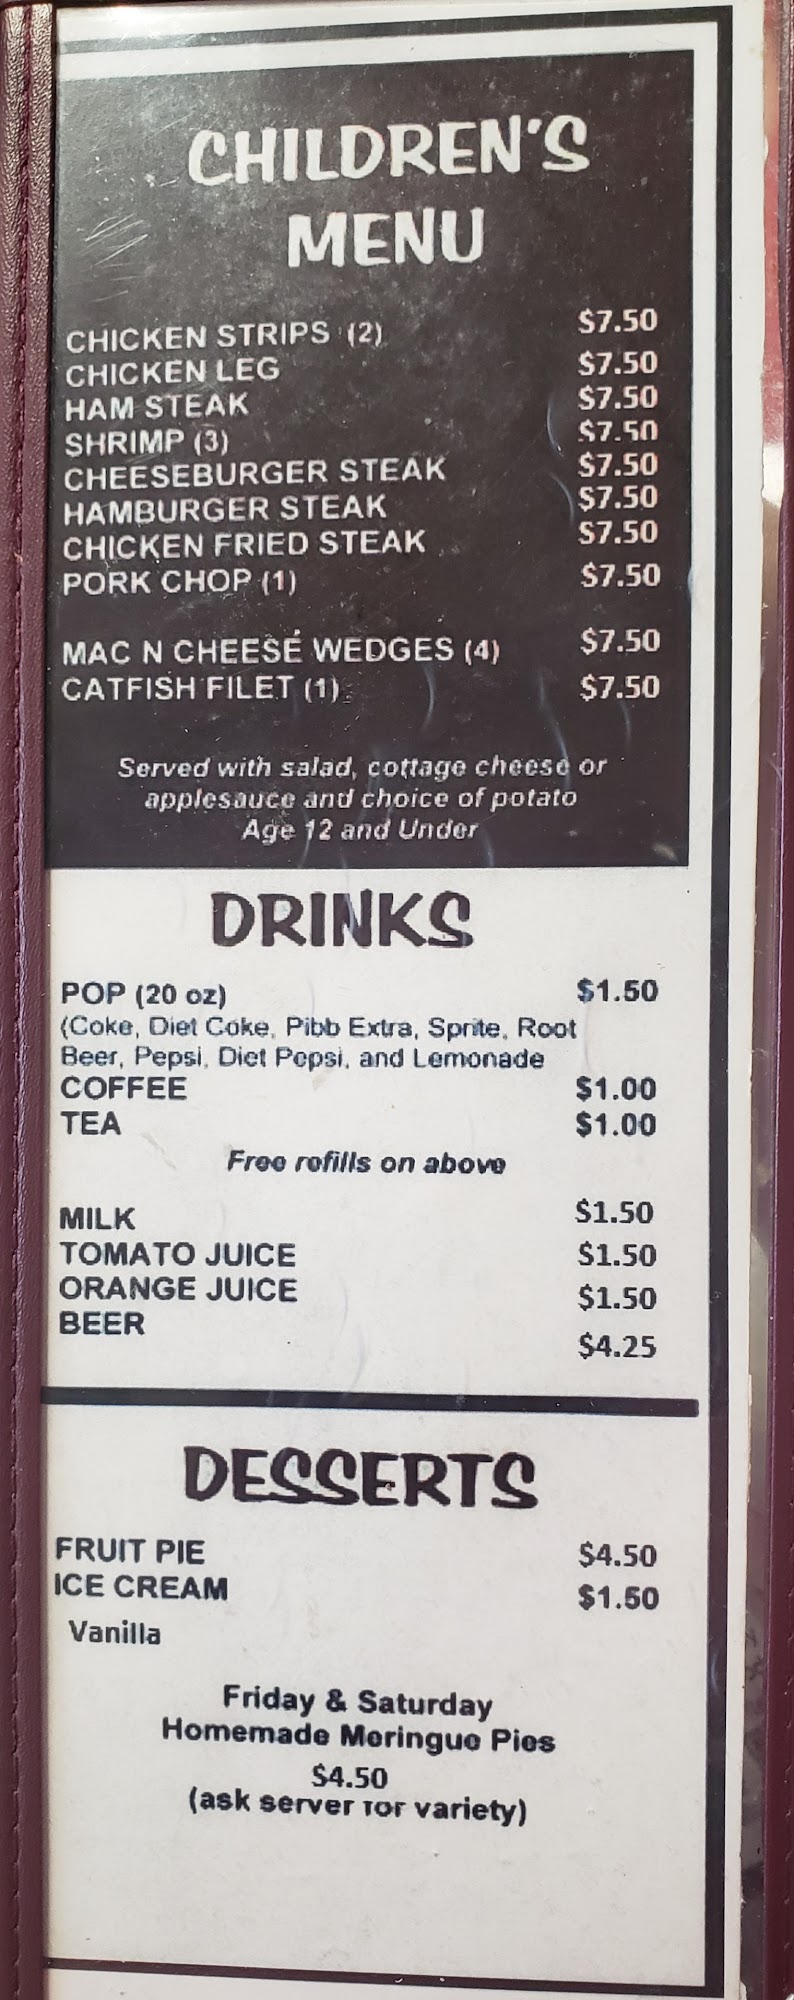 CHILDREN'S
MENU
CHICKEN STRIPS (2) $7.50
CHICKEN LEG $7.50
HAM STEAK $7.50
SHRIMP (3) $7.50
CHEESEBURGER STEAK $7.50
HAMBURGER STEAK $7.50
CHICKEN FRIED STEAK $7.50
PORK CHOP (1) $7.50
MAC N CHEESE WEDGES (4) $7.50
CATFISH FILET (1) $7.50
Served with salad, cottage cheese or
applesauce and choice of potato
Age 12 and Under
DRINKS
POP (20 oz) $1.50
(Coke, Diet Coke, Pibb Extra, Sprite, Root
Beer, Pepsi, Diet Pepsi, and Lemonade
COFFEE $1.00
TEA $1.00
Free refills on above
MILK $1.50
TOMATO JUICE $1.50
ORANGE JUICE $1.50
BEER $4.25
DESSERTS
FRUIT PIE $4.50
ICE CREAM $1.50
Vanilla
Friday & Saturday
Homemade Meringue Pies
$4.50
(ask server for variety)